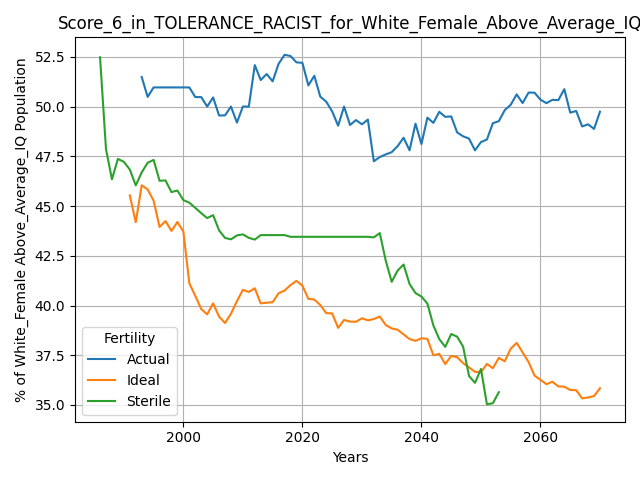 Score_6_in_TOLERANCE_RACIST_for_White_Female_Above_Average_IQ
% of White_Female Above_Average_IQ Population
52.5
50.0
47.5
45.0
42.5
40.0
37.5
35.0
Fertility
Actual
Ideal
Sterile
2000
2020
2040
2060
Years